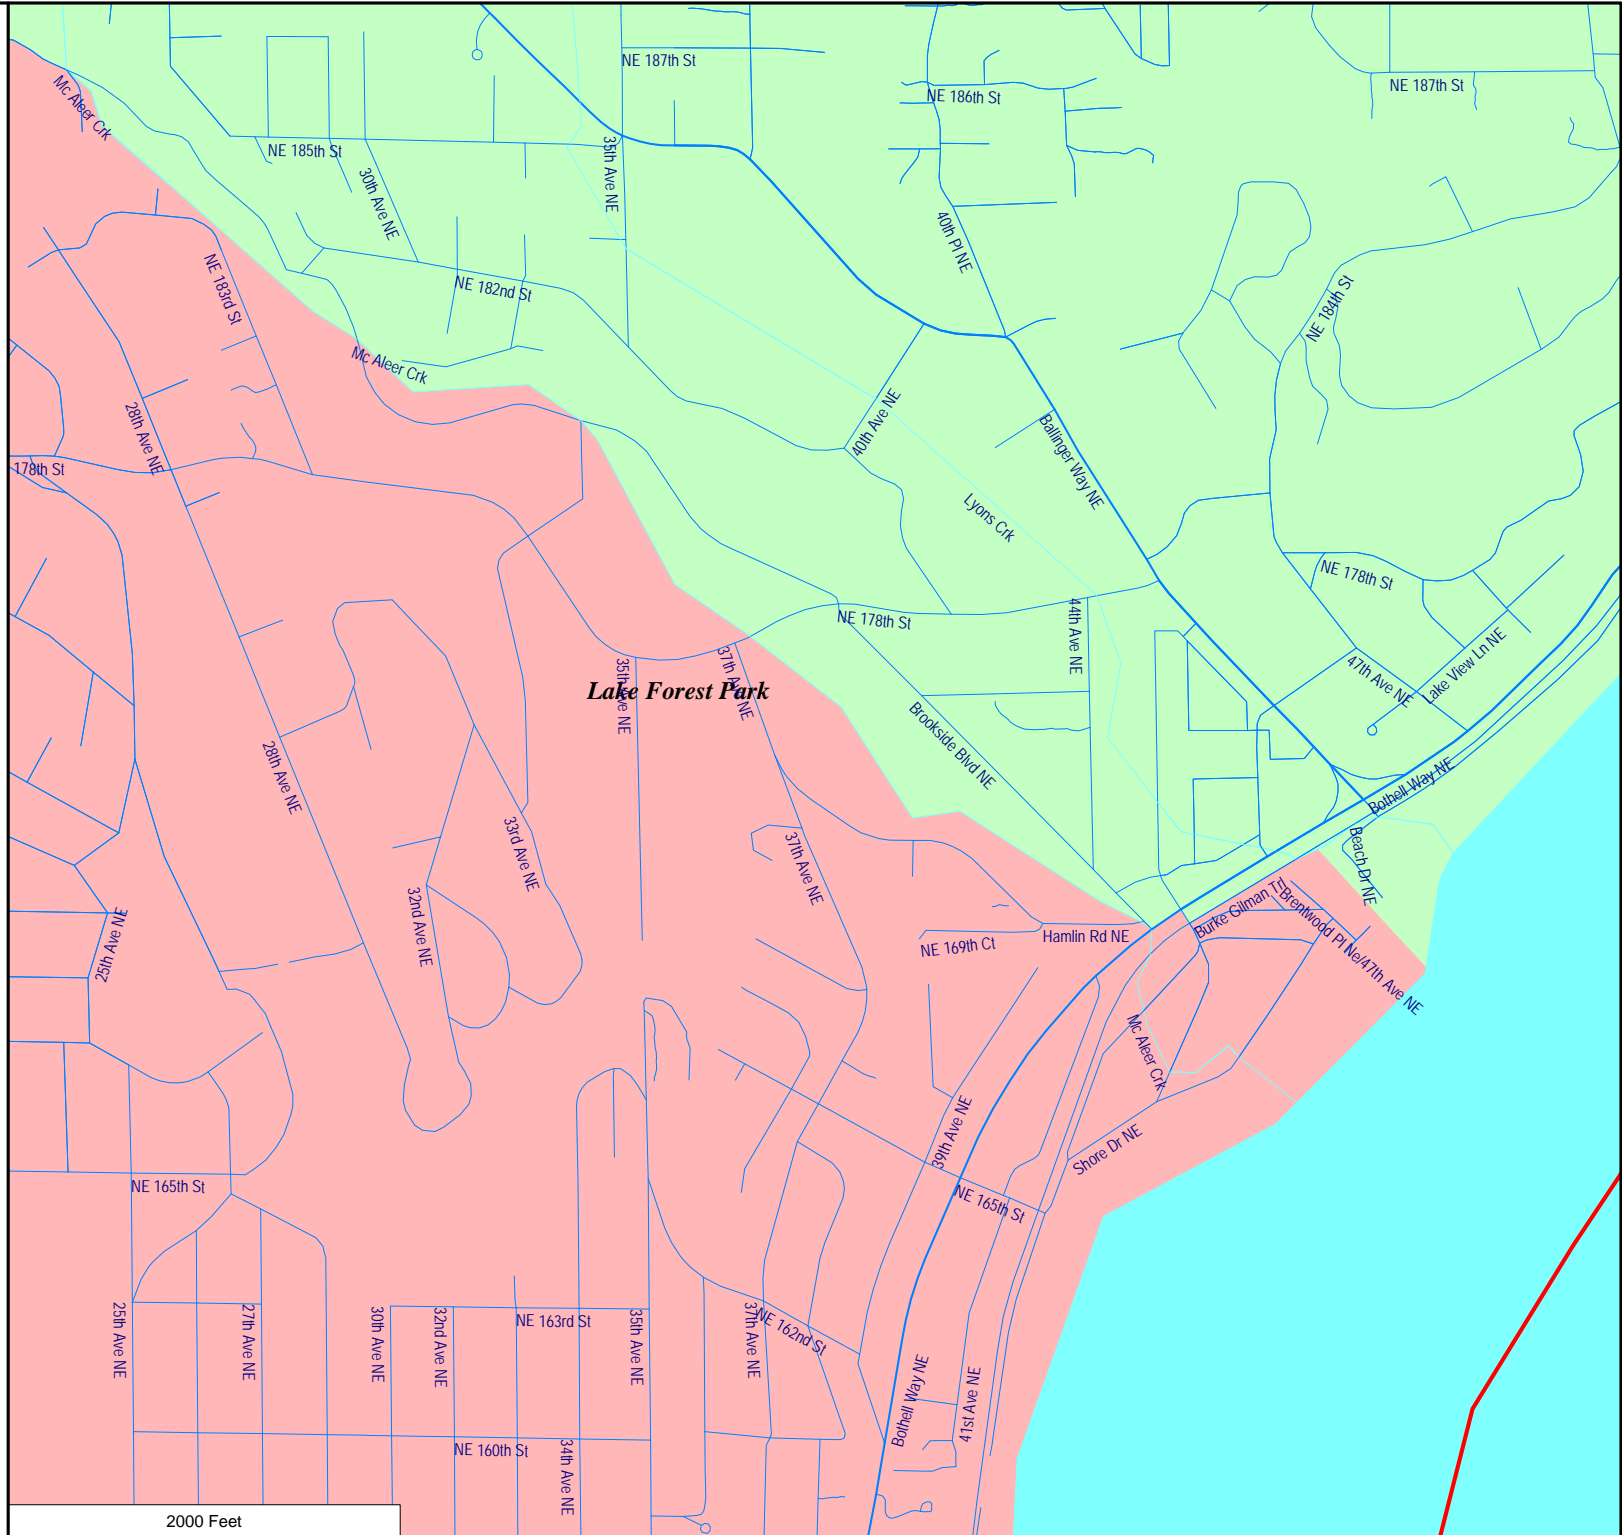 NE 187th St
NE 186th St
NE 187th St
Mc Aleer Crk
NE 185th St
35th Ave NE
30th Ave NE
40th Pl NE
NE 183rd St
NE 182nd St
NE 184th St
Mc Aleer Crk
28th Ave NE
40th Ave NE
Ballinger Way NE
178th St
Lyons Crk
NE 178th St
NE 178th St
44th Ave NE
35th Ave NE
37th Ave NE
Lake Forest Park
47th Ave NE
Lake View Ln NE
Brookside Blvd NE
28th Ave NE
Bothell Way NE
33rd Ave NE
37th Ave NE
Beach Dr NE
32nd Ave NE
25th Ave NE
Burke Gilman Trl
Brentwood Pl Ne/47th Ave NE
NE 169th Ct
Hamlin Rd NE
Mc Aleer Crk
39th Ave NE
Shore Dr NE
NE 165th St
NE 165th St
25th Ave NE
27th Ave NE
30th Ave NE
32nd Ave NE
NE 163rd St
35th Ave NE
37th Ave NE
NE 162nd St
Bothell Way NE
41st Ave NE
NE 160th St
34th Ave NE
2000 Feet